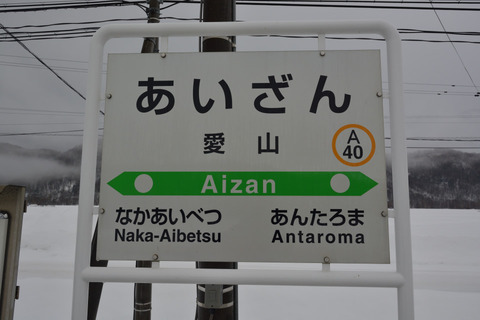 あいざん
愛山
A
40
Aizan
なかあいべつ あんたろま
Naka-Aibetsu Antaroma